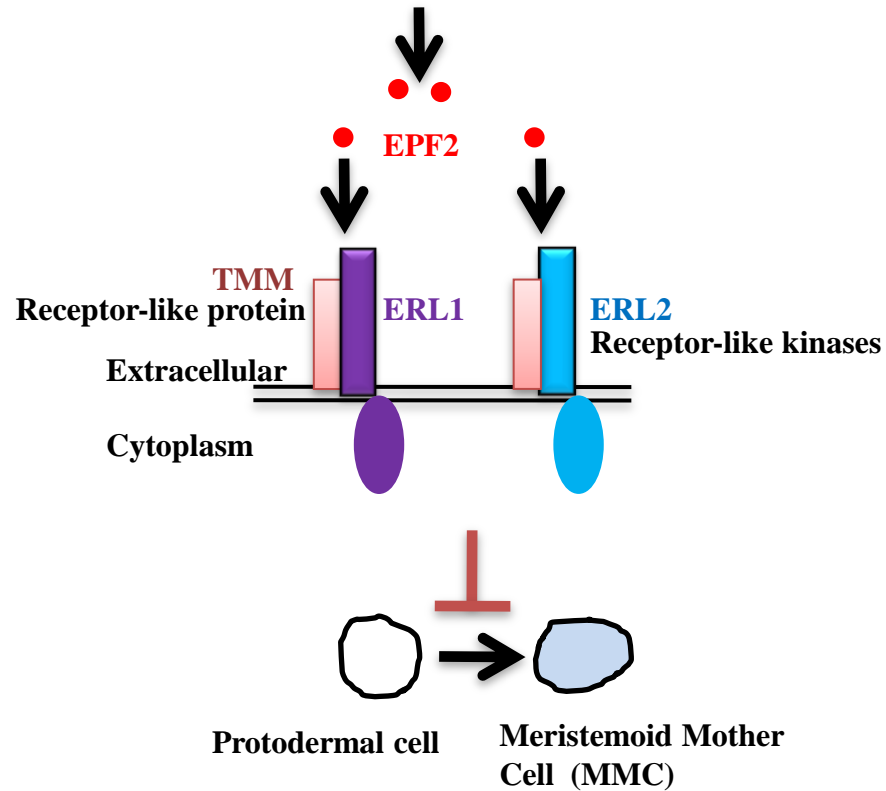 EPF2
TMM
Receptor-like protein
ERL1
ERL2
Receptor-like kinases
Extracellular
Cytoplasm
Protodermal cell
Meristemoid Mother
Cell (MMC)